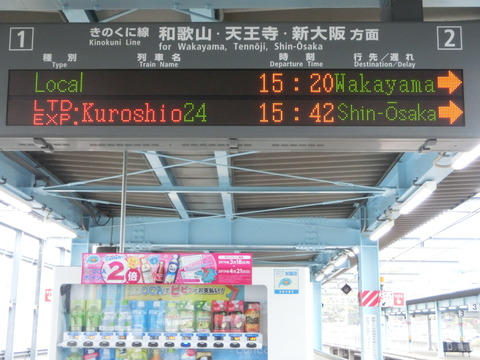 1
きのくに線 和歌山・天王寺・新大阪 方面
Kinokuni Line for Wakayama, Tennōji, Shin-Ōsaka
2
種別 列車名 時刻 行先/遅れ
Type Train Name Departure Time Destination/Delay
Local 15:20 Wakayama
LTD. EXP. Kuroshio24 15:42 Shin-Ōsaka
2倍